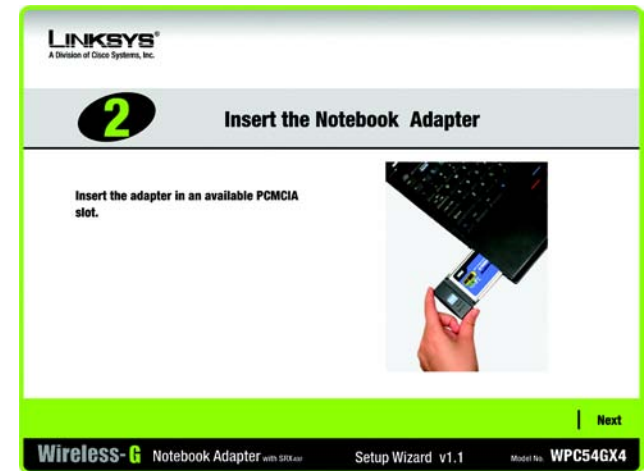 LINKSYS®
A Division of Cisco Systems, Inc.
2
Insert the Notebook Adapter
Insert the adapter in an available PCMCIA
slot.
Next
Wireless-G Notebook Adapter with SRX400 Setup Wizard v1.1 Model No. WPC54GX4